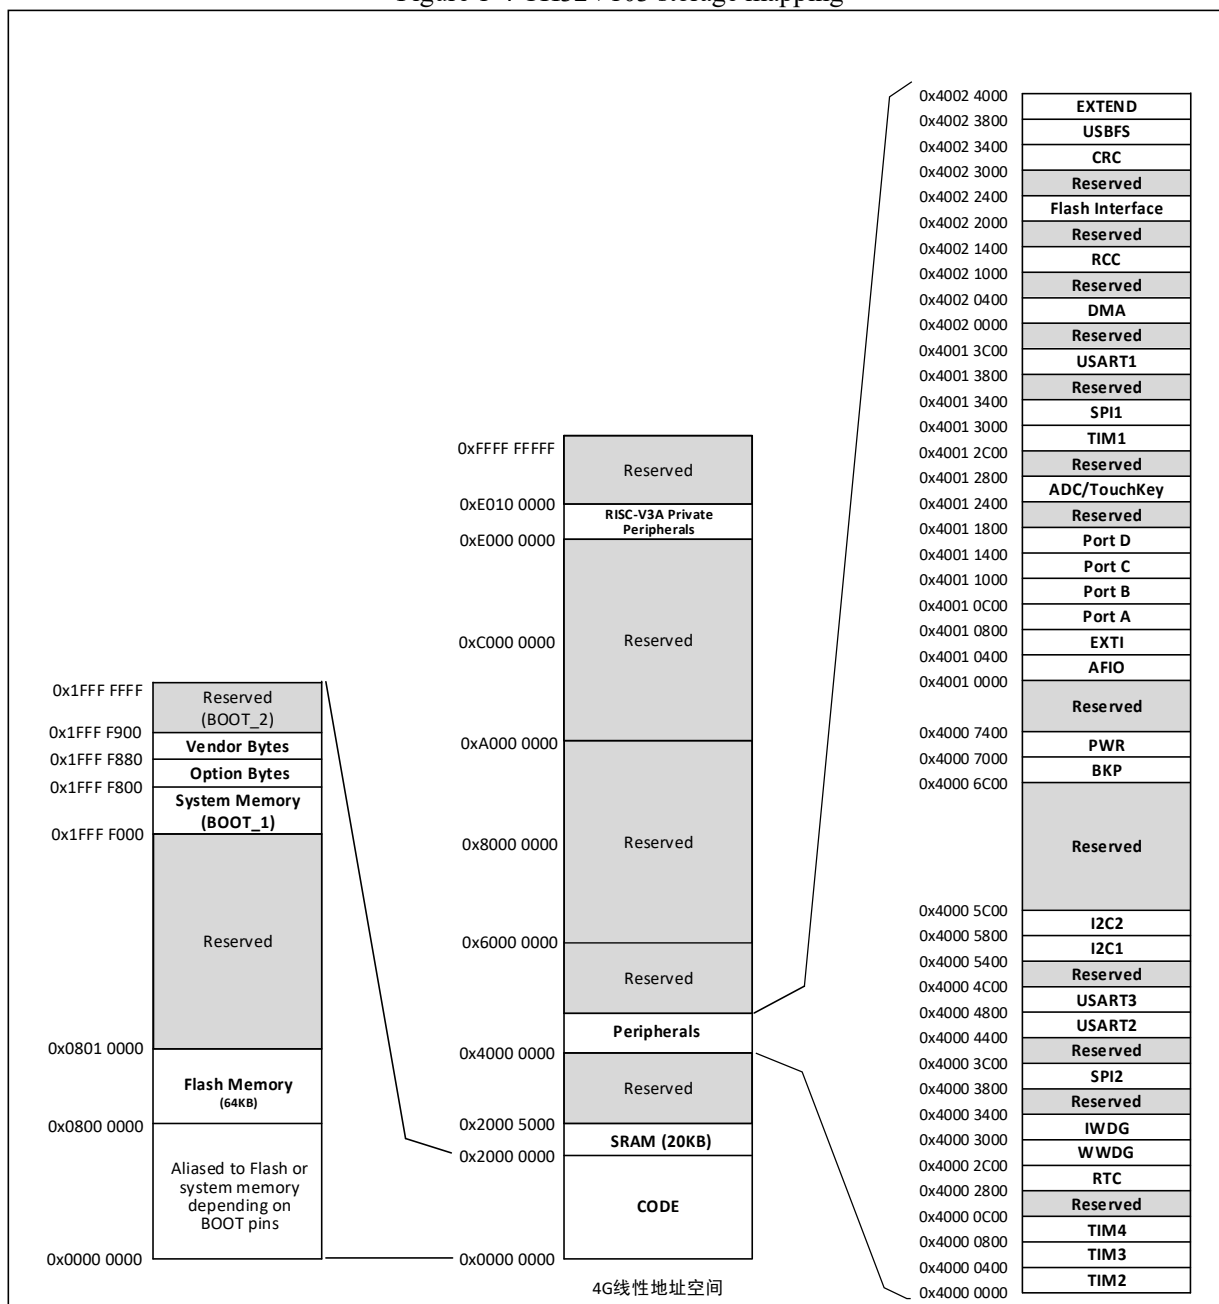 Figure 1-4 CH32V103 storage mapping
0x1FFF FFFF
Reserved
(BOOT_2)
0x1FFF F900
Vendor Bytes
0x1FFF F880
Option Bytes
0x1FFF F800
System Memory
(BOOT_1)
0x1FFF F000
Reserved
0x0801 0000
Flash Memory
(64KB)
0x0800 0000
Aliased to Flash or
system memory
depending on
BOOT pins
0x0000 0000
0xFFFF FFFFF
Reserved
0xE010 0000
RISC-V3A Private
Peripherals
0xE000 0000
Reserved
0xC000 0000
0xA000 0000
Reserved
0x8000 0000
0x6000 0000
Reserved
Peripherals
0x4000 0000
Reserved
0x2000 5000
SRAM (20KB)
0x2000 0000
CODE
0x0000 0000
4G线性地址空间
0x4002 4000
EXTEND
0x4002 3800
USBFS
0x4002 3400
CRC
0x4002 3000
Reserved
0x4002 2400
Flash Interface
0x4002 2000
Reserved
0x4002 1400
RCC
0x4002 1000
Reserved
0x4002 0400
DMA
0x4002 0000
Reserved
0x4001 3C00
USART1
0x4001 3800
Reserved
0x4001 3400
SPI1
0x4001 3000
TIM1
0x4001 2C00
Reserved
0x4001 2800
ADC/TouchKey
0x4001 2400
Reserved
0x4001 1800
Port D
0x4001 1400
Port C
0x4001 1000
Port B
0x4001 0C00
Port A
0x4001 0800
EXTI
0x4001 0400
AFIO
0x4001 0000
Reserved
0x4000 7400
PWR
0x4000 7000
BKP
0x4000 6C00
Reserved
0x4000 5C00
I2C2
0x4000 5800
I2C1
0x4000 5400
Reserved
0x4000 4C00
USART3
0x4000 4800
USART2
0x4000 4400
Reserved
0x4000 3C00
SPI2
0x4000 3800
Reserved
0x4000 3400
IWDG
0x4000 3000
WWDG
0x4000 2C00
RTC
0x4000 2800
Reserved
0x4000 0C00
TIM4
0x4000 0800
TIM3
0x4000 0400
TIM2
0x4000 0000